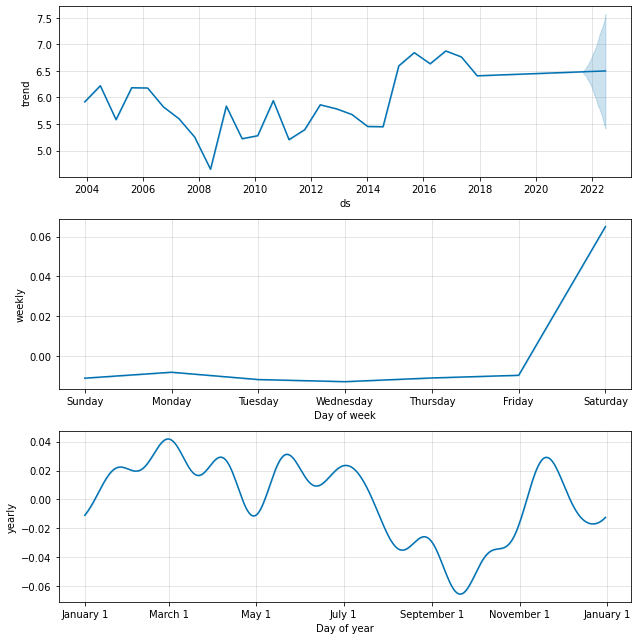 7.5
7.0
6.5
6.0
5.5
5.0
trend
2004 2006 2008 2010 2012 2014 2016 2018 2020 2022
ds
0.06
0.04
0.02
0.00
weekly
Sunday Monday Tuesday Wednesday Thursday Friday Saturday
Day of week
0.04
0.02
0.00
−0.02
−0.04
−0.06
yearly
January 1 March 1 May 1 July 1 September 1 November 1 January 1
Day of year